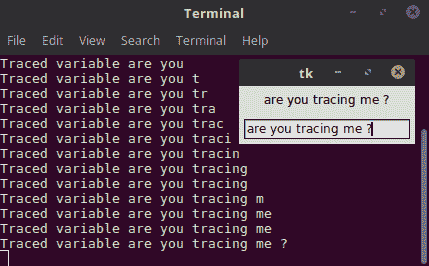 Terminal
File Edit View Search Terminal Help
Traced variable are you
Traced variable are you t
Traced variable are you tr
Traced variable are you tra
Traced variable are you trac
Traced variable are you traci
Traced variable are you tracin
Traced variable are you tracing
Traced variable are you tracing
Traced variable are you tracing m
Traced variable are you tracing me
Traced variable are you tracing me
Traced variable are you tracing me ?
tk
are you tracing me ?
are you tracing me ?